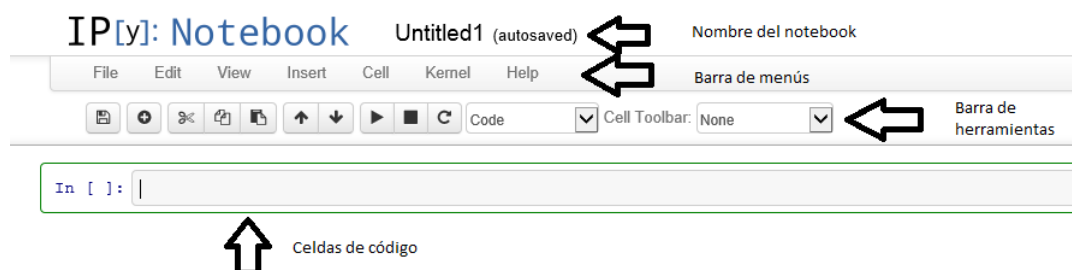 IP[y]: Notebook Untitled1 (autosaved) Nombre del notebook
File Edit View Insert Cell Kernel Help Barra de menús
Code Cell Toolbar: None Barra de
herramientas
In [ ]:
Celdas de código